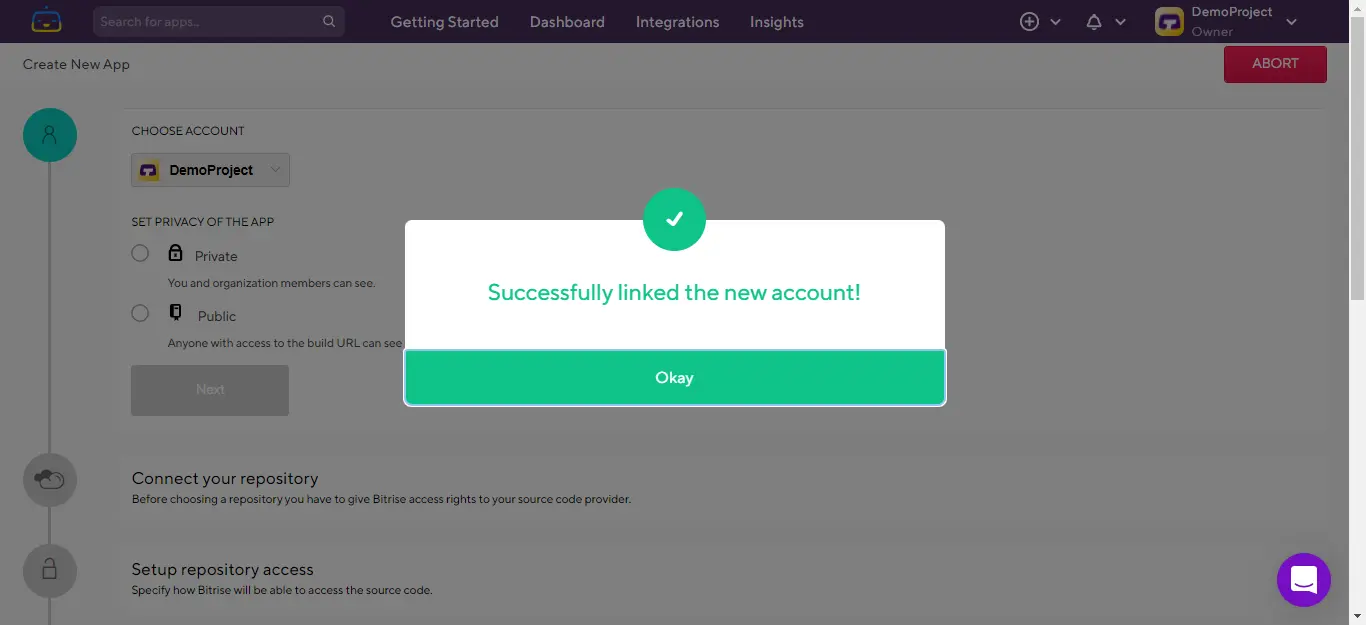 Search for apps..
Getting Started
Dashboard
Integrations
Insights
DemoProject
Owner
Create New App
ABORT
CHOOSE ACCOUNT
DemoProject
SET PRIVACY OF THE APP
Private
You and organization members can see.
Public
Anyone with access to the build URL can see
Next
Successfully linked the new account!
Okay
Connect your repository
Before choosing a repository you have to give Bitrise access rights to your source code provider.
Setup repository access
Specify how Bitrise will be able to access the source code.